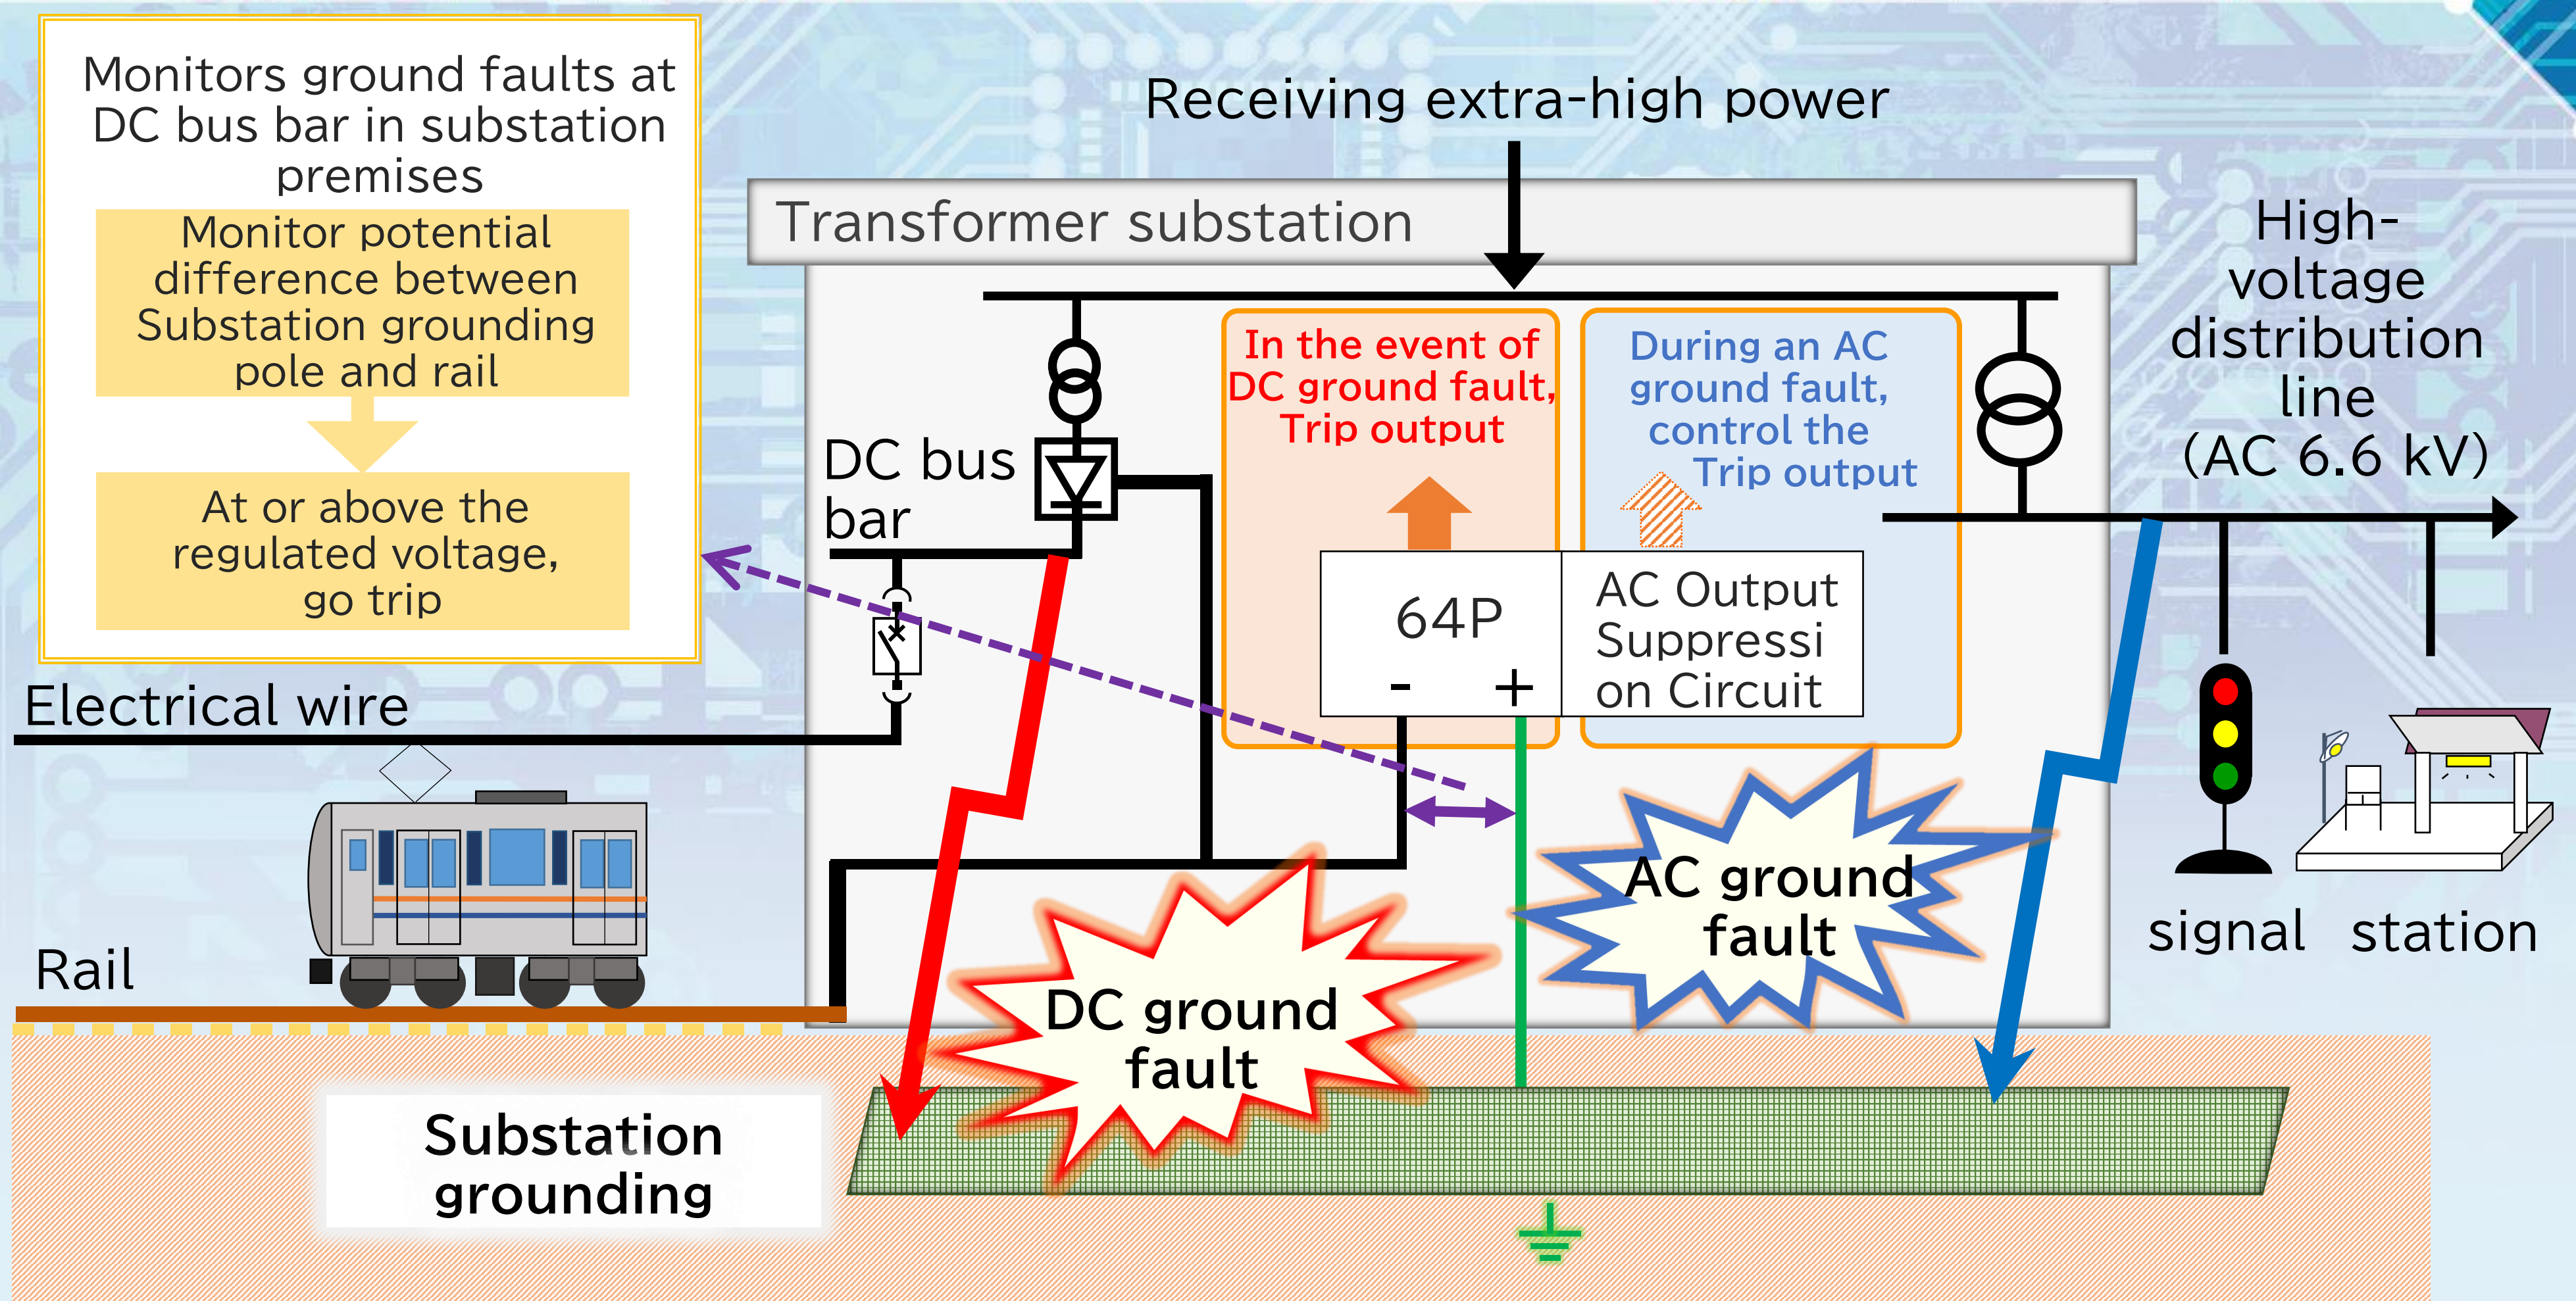 Monitors ground faults at
DC bus bar in substation
premises
Monitor potential
difference between
Substation grounding
pole and rail
At or above the
regulated voltage,
go trip
Receiving extra-high power
Transformer substation
High-
voltage
distribution
line
(AC 6.6 kV)
In the event of
DC ground fault,
Trip output
During an AC
ground fault,
control the
Trip output
DC bus
bar
64P
- +
AC Output
Suppressi
on Circuit
Electrical wire
Rail
AC ground
fault
DC ground
fault
signal
station
Substation
grounding